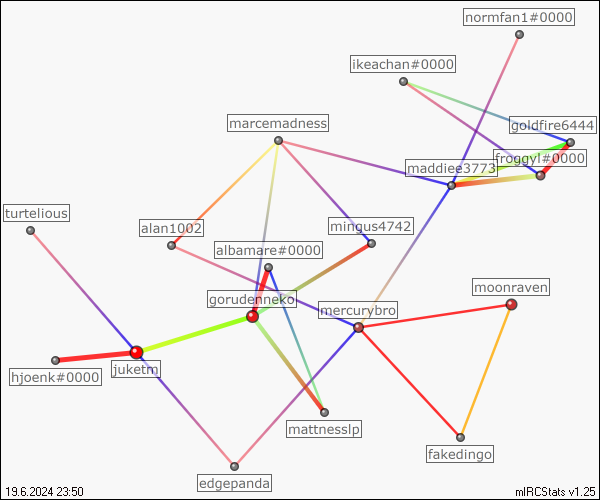 normfan1#0000
ikeachan#0000
goldfire6444
marcemadness
froggyl#0000
maddiee3773
turtelious
alan1002
mingus4742
albamare#0000
moonraven
gorudenneko
mercurybro
juketm
hjoenk#0000
mattnesslp
fakedingo
edgepanda
19.6.2024 23:50
mIRCStats v1.25